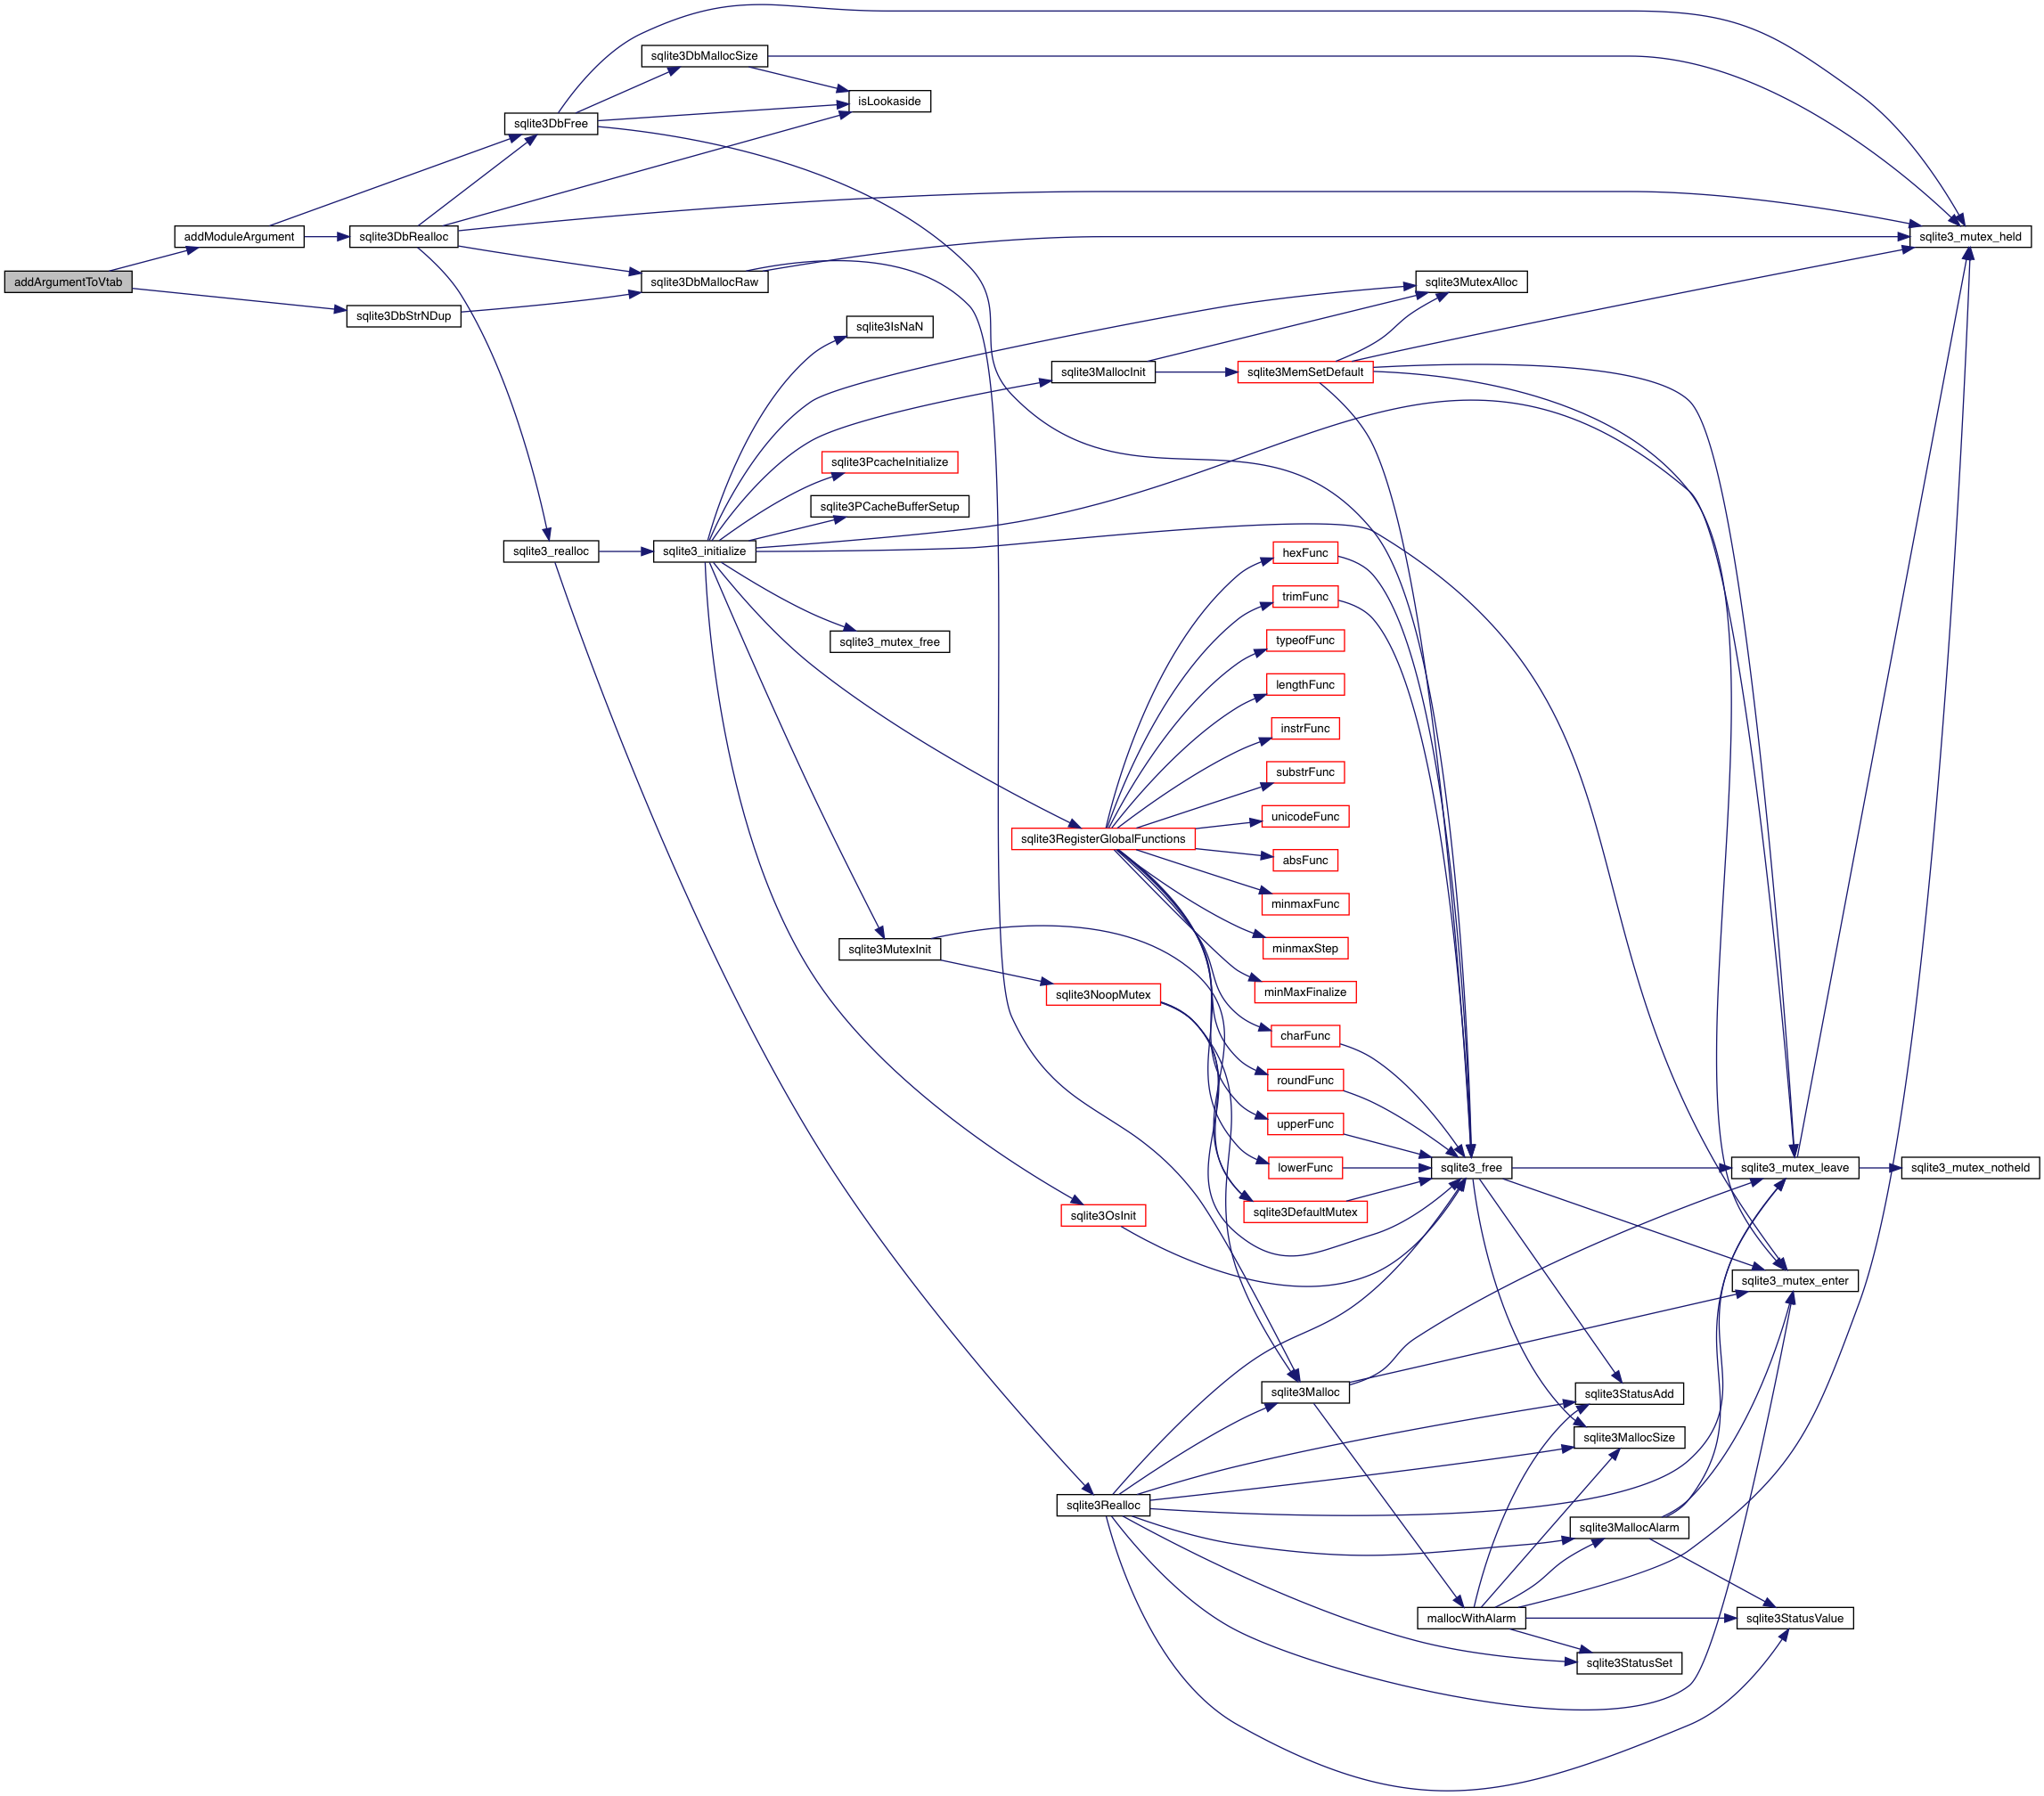 sqlite3DbMallocSize
isLookaside
sqlite3DbFree
addModuleArgument
sqlite3DbRealloc
sqlite3_mutex_held
addArgumentToVtab
sqlite3DbMallocRaw
sqlite3MutexAlloc
sqlite3DbStrNDup
sqlite3IsNaN
sqlite3MallocInit
sqlite3MemSetDefault
sqlite3PcacheInitialize
sqlite3PCacheBufferSetup
sqlite3_realloc
sqlite3_initialize
hexFunc
trimFunc
sqlite3_mutex_free
typeofFunc
lengthFunc
instrFunc
substrFunc
unicodeFunc
sqlite3RegisterGlobalFunctions
absFunc
minmaxFunc
sqlite3MutexInit
minmaxStep
sqlite3NoopMutex
minMaxFinalize
charFunc
roundFunc
upperFunc
lowerFunc
sqlite3_free
sqlite3_mutex_leave
sqlite3_mutex_notheld
sqlite3OsInit
sqlite3DefaultMutex
sqlite3_mutex_enter
sqlite3Malloc
sqlite3StatusAdd
sqlite3MallocSize
sqlite3Realloc
sqlite3MallocAlarm
mallocWithAlarm
sqlite3StatusValue
sqlite3StatusSet